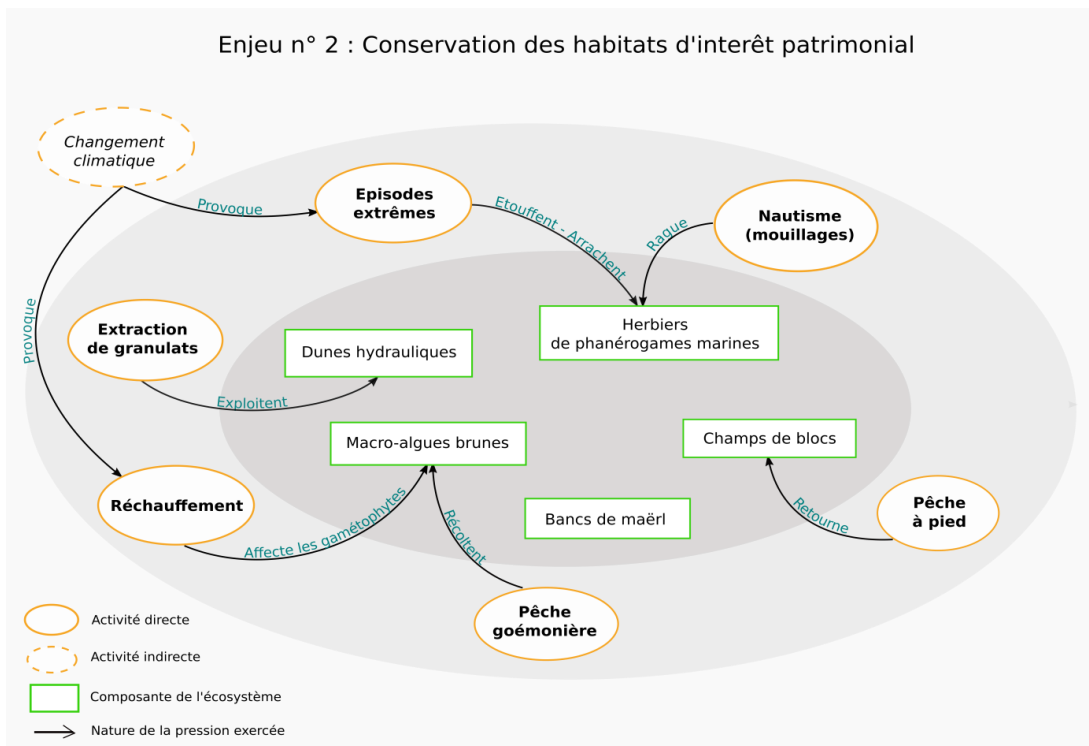 Enjeu n° 2 : Conservation des habitats d'interêt patrimonial
Changement
climatique
Provoque
Episodes
extrêmes
Etouffent - Arrachent
Rague
Nautisme
(mouillages)
Provoque
Extraction
de granulats
Exploitent
Dunes hydrauliques
Herbiers
de phanérogames marines
Macro-algues brunes
Champs de blocs
Bancs de maërl
Réchauffement
Affecte les gamétophytes
Récoltent
Retourne
Pêche
à pied
Pêche
goémonière
Activité directe
Activité indirecte
Composante de l'écosystème
Nature de la pression exercée